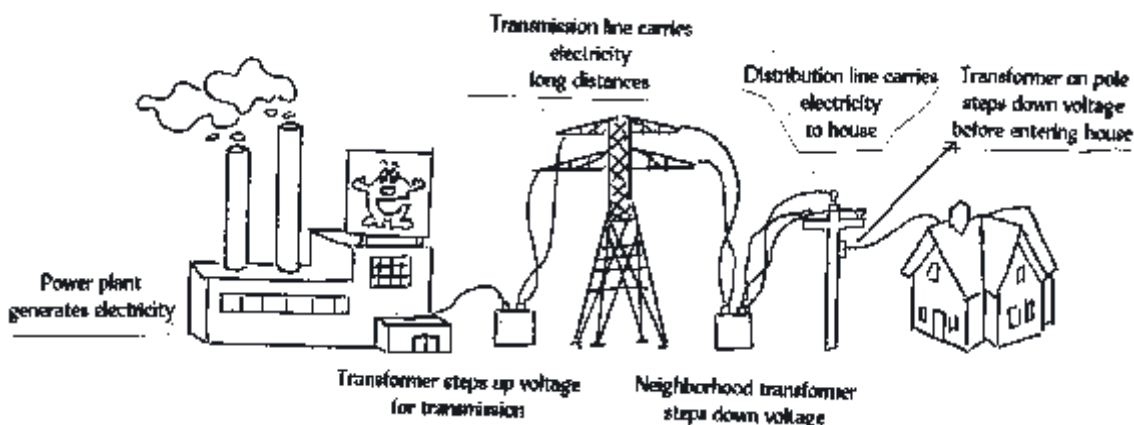 Transmission line carries
electricity
long distances
Distribution line carries
electricity
to house
Transformer on pole
steps down voltage
before entering house
Power plant
generates electricity
Transformer steps up voltage
for transmission
Neighborhood transformer
steps down voltage